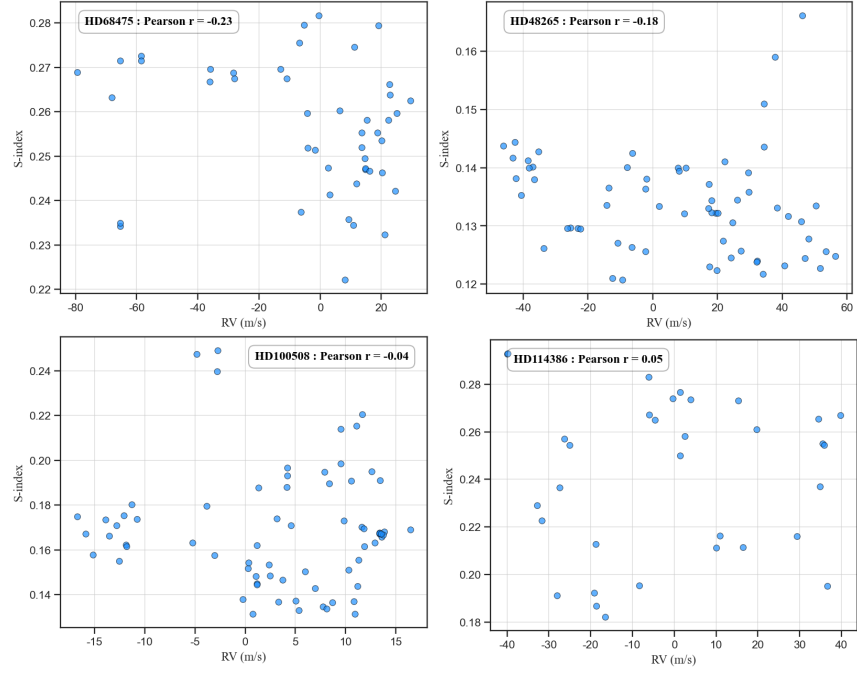 HD68475 : Pearson r = -0.23
0.28
0.27
0.26
0.25
0.24
0.23
0.22
S-index
-80 -60 -40 -20 0 20
RV (m/s)
HD48265 : Pearson r = -0.18
0.16
0.15
0.14
0.13
0.12
S-index
-40 -20 0 20 40
RV (m/s)
HD100508 : Pearson r = -0.04
0.24
0.22
0.20
0.18
0.16
0.14
S-index
-15 -10 -5 0 5 10 15
RV (m/s)
HD114386 : Pearson r = 0.05
0.28
0.26
0.24
0.22
0.20
0.18
S-index
-40 -30 -20 -10 0 10 20 30 40
RV (m/s)